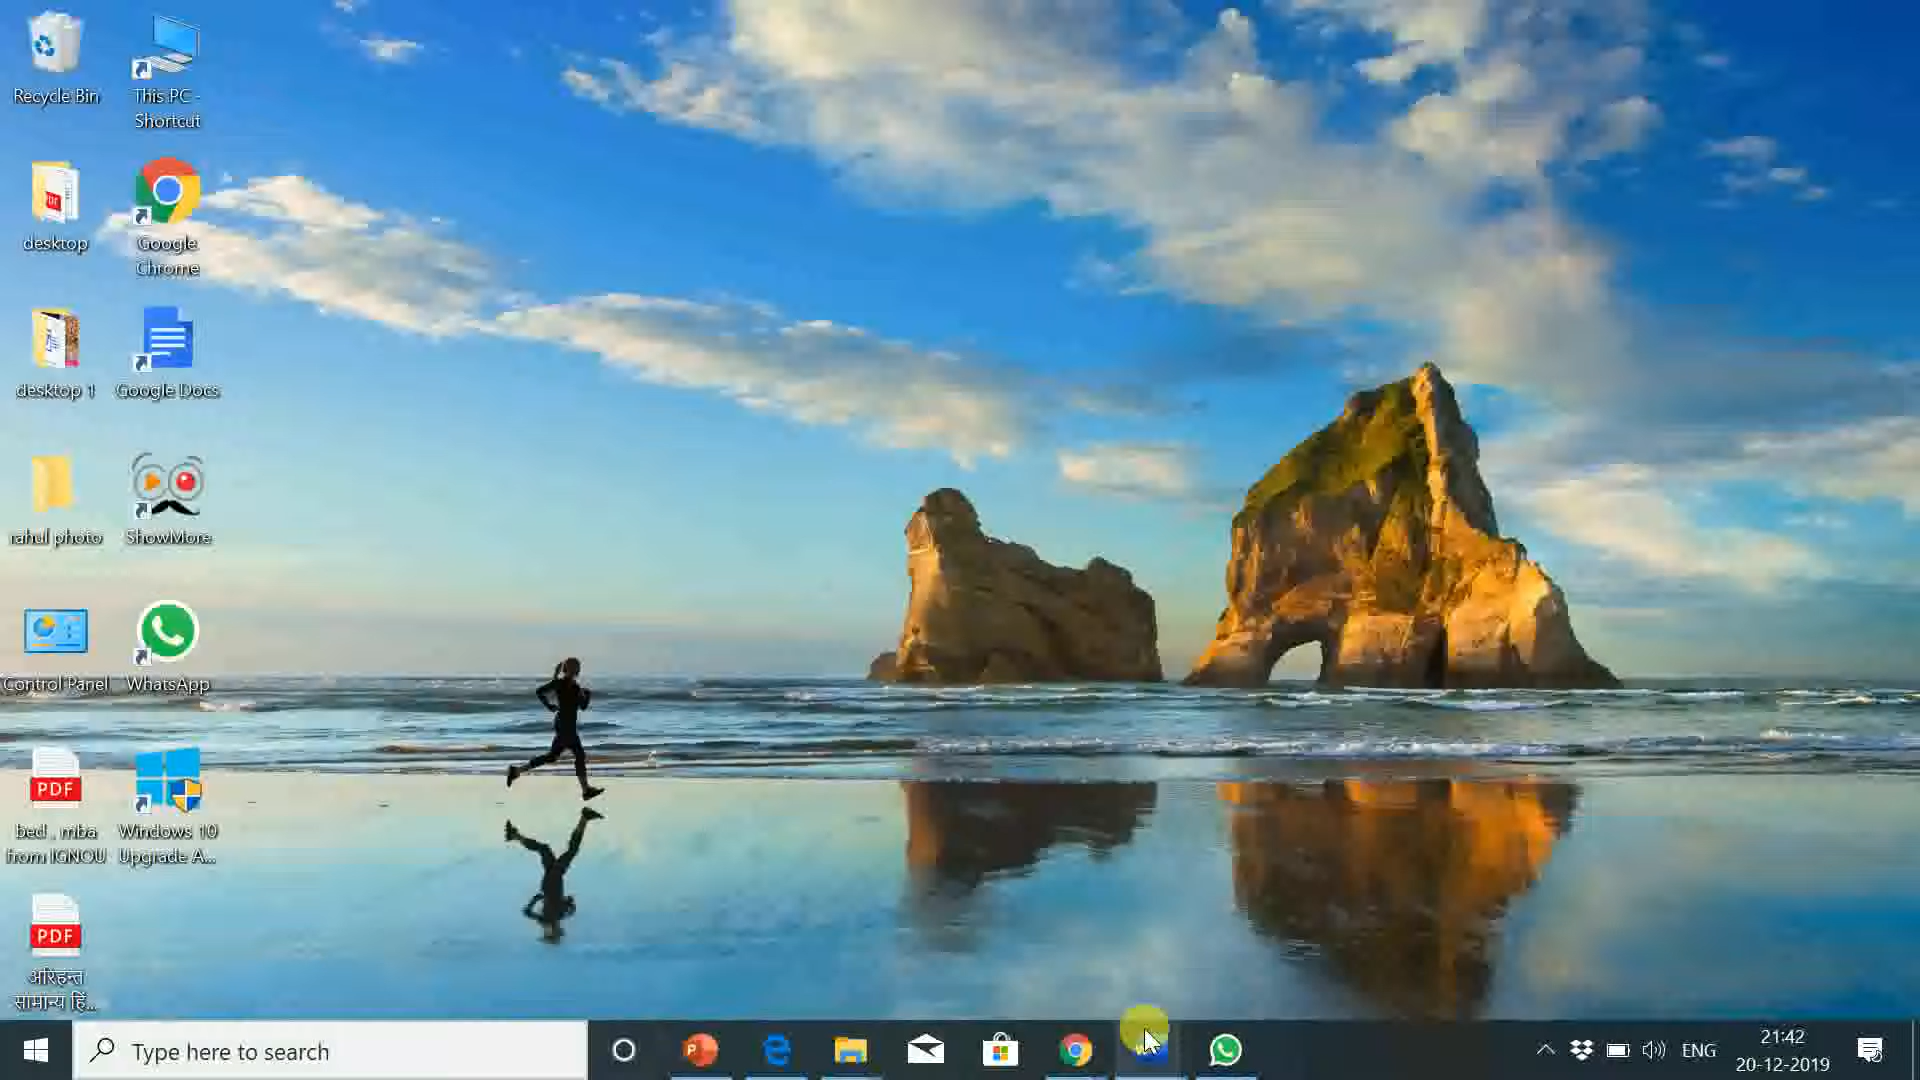 Recycle Bin
This PC -
Shortcut
desktop
Google
Chrome
desktop 1
Google Docs
rahul photo
ShowMore
Control Panel
WhatsApp
PDF
bed , mba
from IGNOU
Windows 10
Upgrade A...
PDF
अरिहन्त
सामान्य हिं...
Type here to search
ENG
21:42
20-12-2019